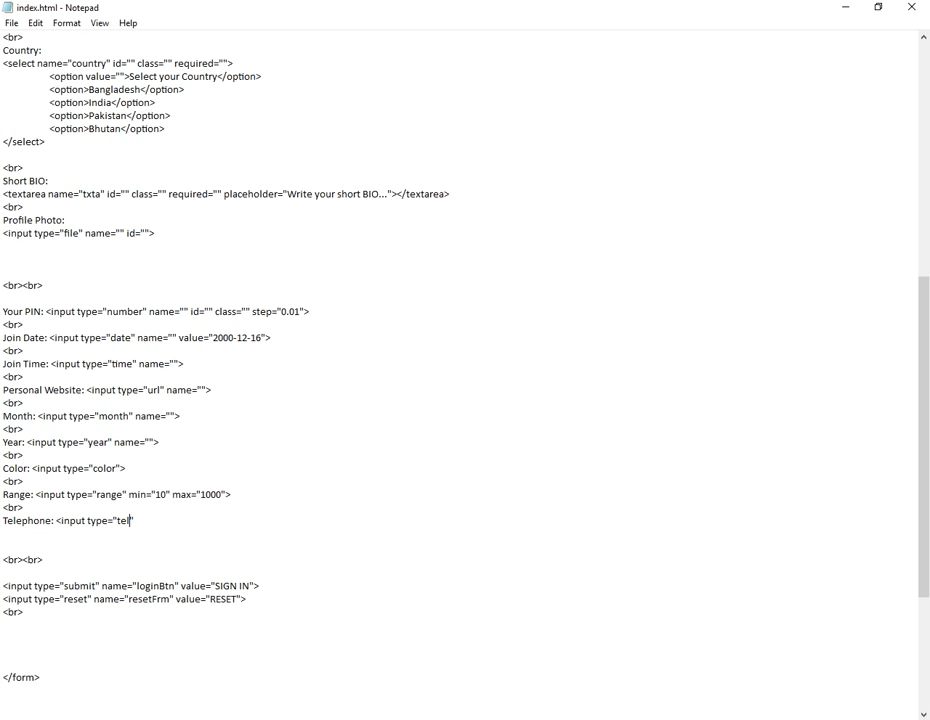 index.html - Notepad
File Edit Format View Help
<br>
Country:
<select name="country" id="" class="" required="">
<option value="">Select your Country</option>
<option>Bangladesh</option>
<option>India</option>
<option>Pakistan</option>
<option>Bhutan</option>
</select>
<br>
Short BIO:
<textarea name="txta" id="" class="" required="" placeholder="Write your short BIO..."></textarea>
<br>
Profile Photo:
<input type="file" name="" id="">
<br><br>
Your PIN: <input type="number" name="" id="" class="" step="0.01">
<br>
Join Date: <input type="date" name="" value="2000-12-16">
<br>
Join Time: <input type="time" name="">
<br>
Personal Website: <input type="url" name="">
<br>
Month: <input type="month" name="">
<br>
Year: <input type="year" name="">
<br>
Color: <input type="color">
<br>
Range: <input type="range" min="10" max="1000">
<br>
Telephone: <input type="tel"
<br><br>
<input type="submit" name="loginBtn" value="SIGN IN">
<input type="reset" name="resetFrm" value="RESET">
<br>
</form>